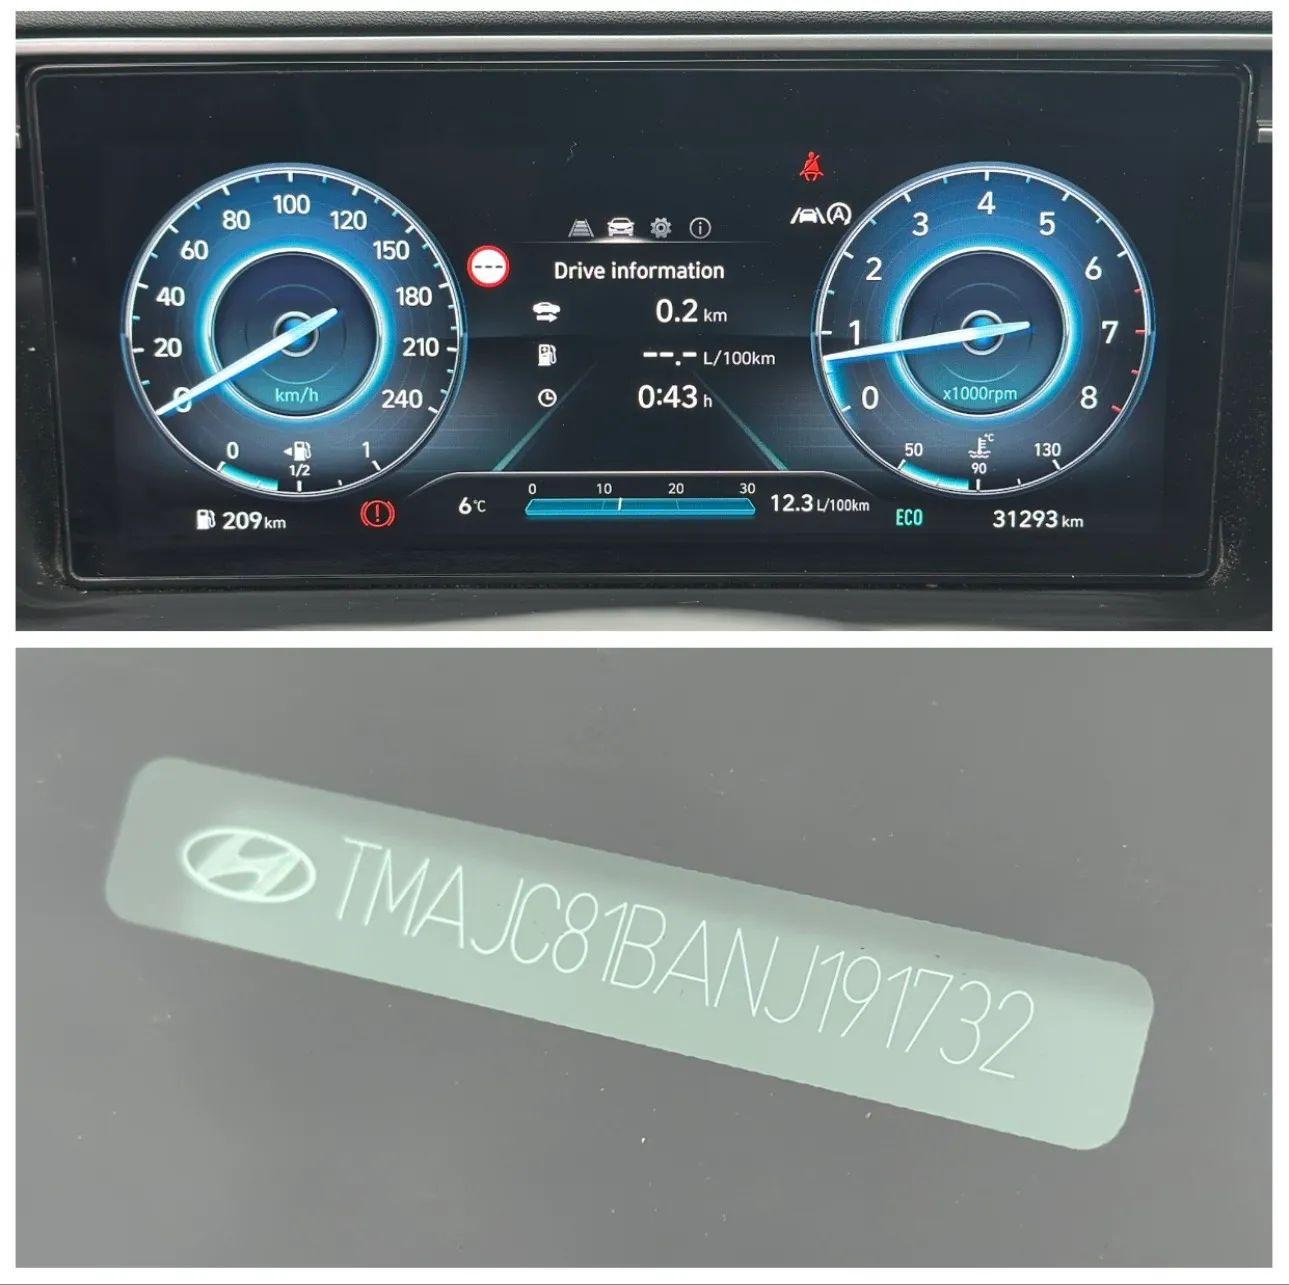 100
80 120
60 150
40 180
20 210
0 240
km/h
0 1/2 1
209 km
Drive information
0.2 km
--.- L/100km
0:43 h
6°C
0 10 20 30
12.3 L/100km
A
4
3 5
2 6
1 7
0 8
x1000rpm
50 °C 130
90
ECO
31293 km
TMAJC81BANJ191732